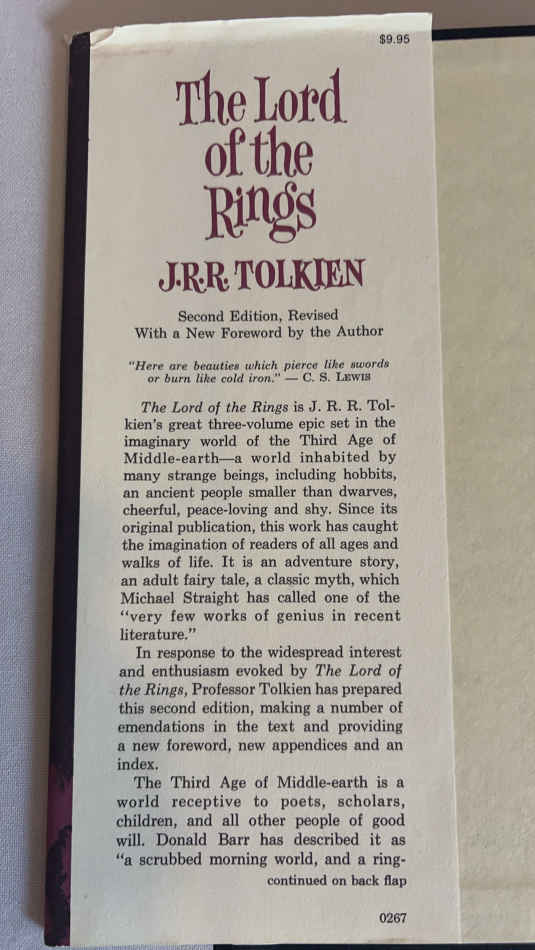 $9.95
The Lord
of the
Rings
J.R.R. TOLKIEN
Second Edition, Revised
With a New Foreword by the Author
“Here are beauties which pierce like swords
or burn like cold iron.” — C. S. LEWIS
The Lord of the Rings is J. R. R. Tol-
kien’s great three-volume epic set in the
imaginary world of the Third Age of
Middle-earth—a world inhabited by
many strange beings, including hobbits,
an ancient people smaller than dwarves,
cheerful, peace-loving and shy. Since its
original publication, this work has caught
the imagination of readers of all ages and
walks of life. It is an adventure story,
an adult fairy tale, a classic myth, which
Michael Straight has called one of the
“very few works of genius in recent
literature.”
In response to the widespread interest
and enthusiasm evoked by The Lord of
the Rings, Professor Tolkien has prepared
this second edition, making a number of
emendations in the text and providing
a new foreword, new appendices and an
index.
The Third Age of Middle-earth is a
world receptive to poets, scholars,
children, and all other people of good
will. Donald Barr has described it as
“a scrubbed morning world, and a ring-
continued on back flap
0267